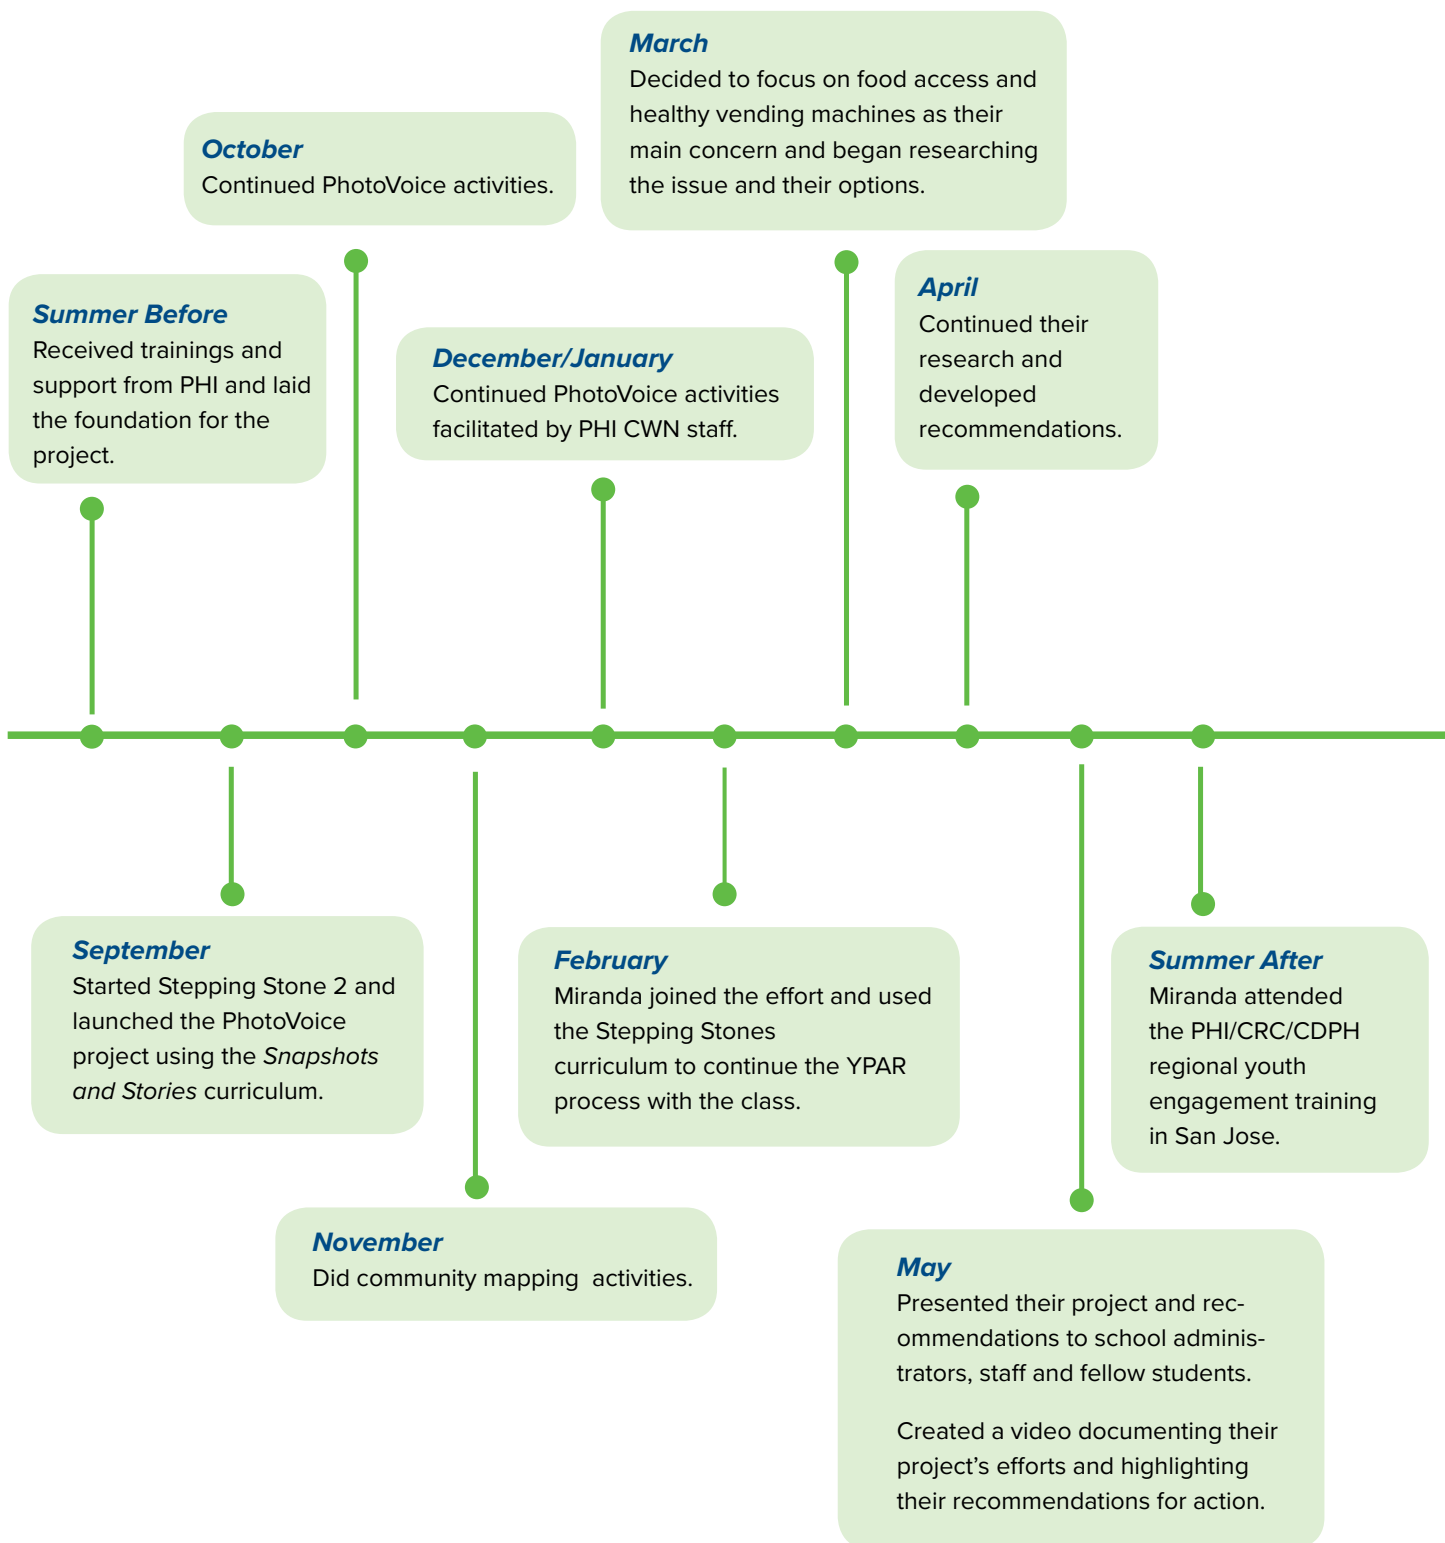 March
Decided to focus on food access and
healthy vending machines as their
main concern and began researching
the issue and their options.
October
Continued PhotoVoice activities.
Summer Before
Received trainings and
support from PHI and laid
the foundation for the
project.
December/January
Continued PhotoVoice activities
facilitated by PHI CWN staff.
April
Continued their
research and
developed
recommendations.
September
Started Stepping Stone 2 and
launched the PhotoVoice
project using the Snapshots
and Stories curriculum.
February
Miranda joined the effort and used
the Stepping Stones
curriculum to continue the YPAR
process with the class.
Summer After
Miranda attended
the PHI/CRC/CDPH
regional youth
engagement training
in San Jose.
November
Did community mapping  activities.
May
Presented their project and rec-
ommendations to school adminis-
trators, staff and fellow students.
Created a video documenting their
project’s efforts and highlighting
their recommendations for action.